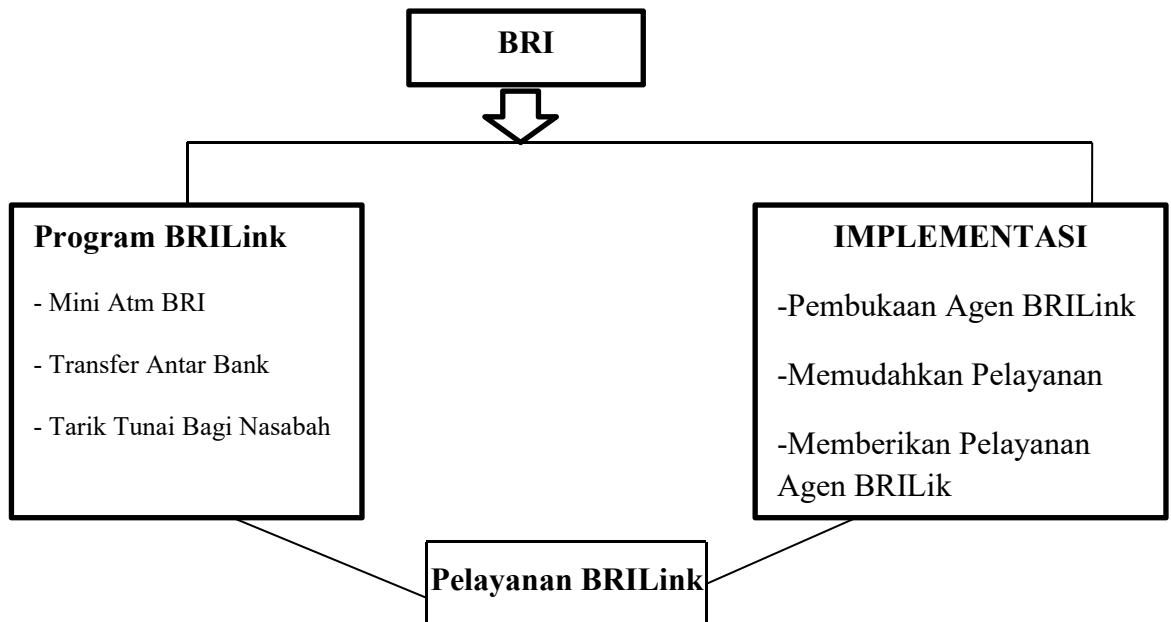 BRI
Program BRILink
- Mini Atm BRI
- Transfer Antar Bank
- Tarik Tunai Bagi Nasabah
IMPLEMENTASI
-Pembukaan Agen BRILink
-Memudahkan Pelayanan
-Memberikan Pelayanan
Agen BRILik
Pelayanan BRILink